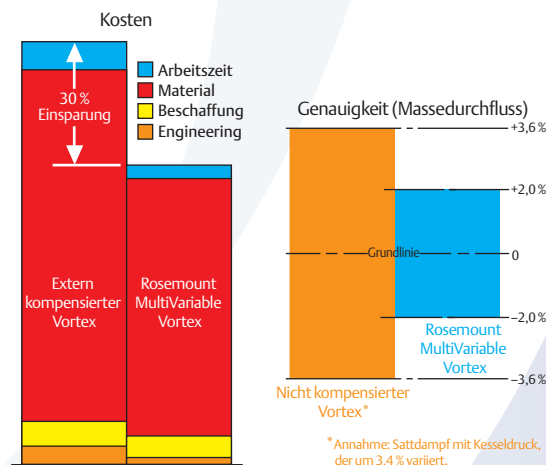 Kosten
Arbeitszeit
Material
Beschaffung
Engineering
30 %
Einsparung
Extern
kompensierter
Vortex
Rosemount
MultiVariable
Vortex
Genauigkeit (Massedurchfluss)
+3,6 %
+2,0 %
Grundlinie
0
–2,0 %
–3,6 %
Rosemount
MultiVariable
Vortex
Nicht kompensierter
Vortex*
*Annahme: Sattdampf mit Kesseldruck,
der um 3,4 % variiert.